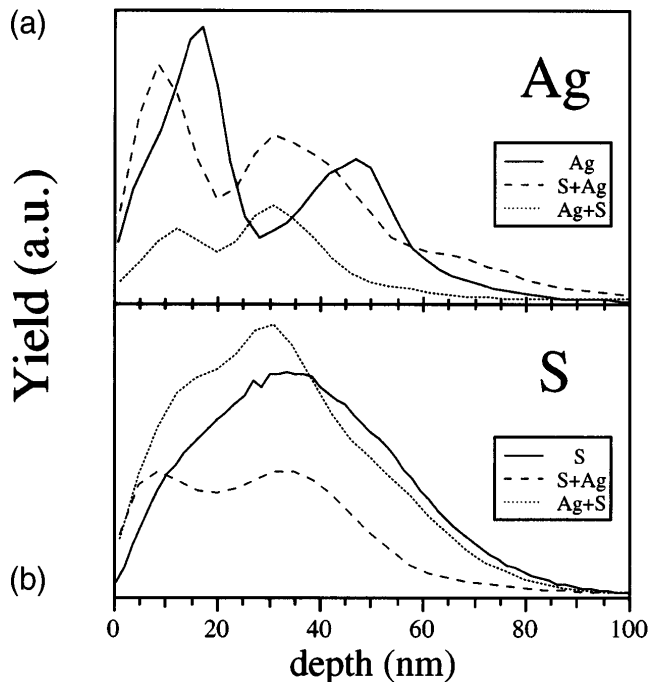 (a)
Ag
Ag
S+Ag
Ag+S
Yield (a.u.)
S
S
S+Ag
Ag+S
(b)
0 20 40 60 80 100
depth (nm)